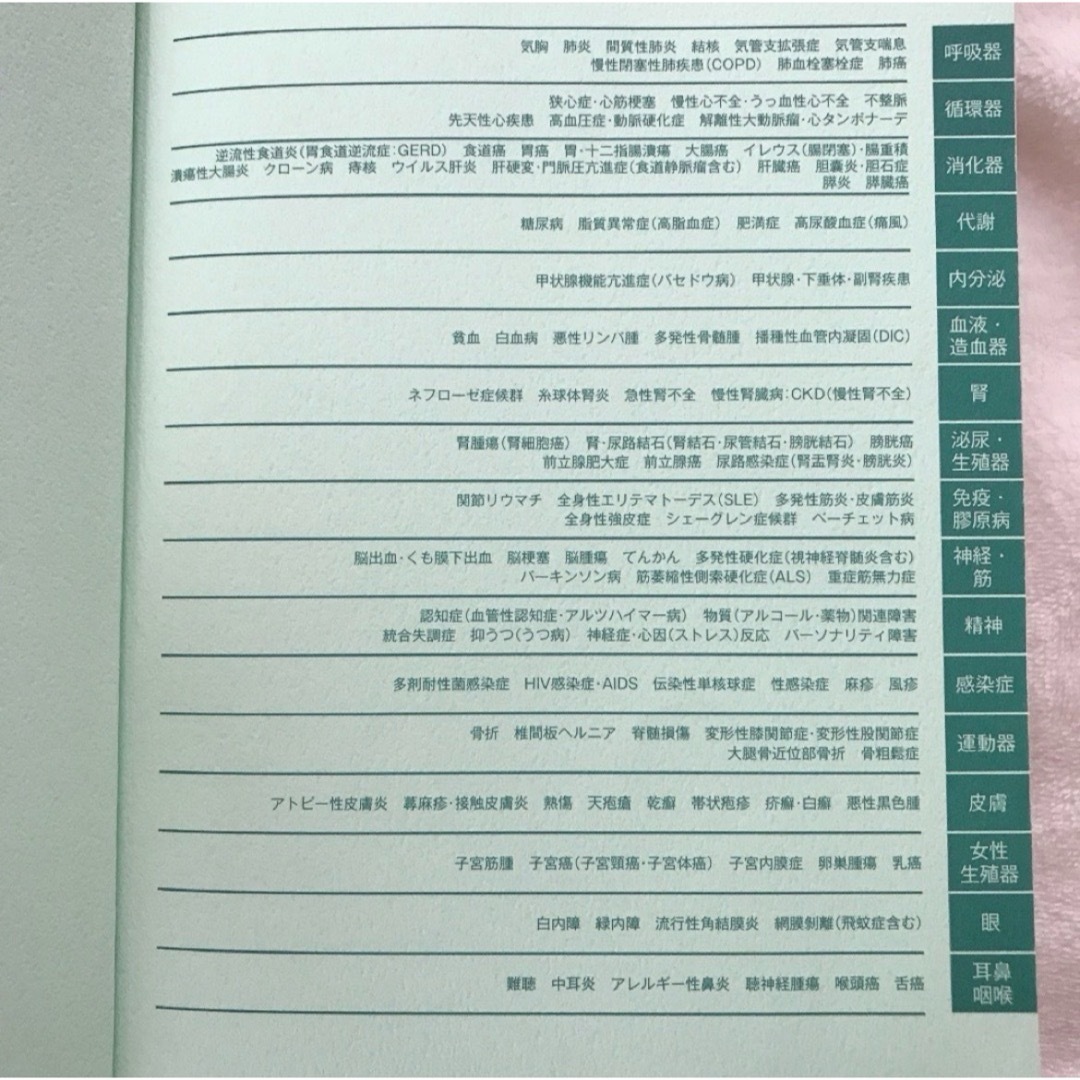 気胸　肺炎　間質性肺炎　結核　気管支拡張症　気管支喘息
慢性閉塞性肺疾患(COPD)　肺血栓塞栓症　肺癌
呼吸器
狭心症・心筋梗塞　慢性心不全・うっ血性心不全　不整脈
先天性心疾患　高血圧症・動脈硬化症　解離性大動脈瘤・心タンポナーデ
循環器
逆流性食道炎(胃食道逆流症:GERD)　食道癌　胃癌　胃・十二指腸潰瘍　大腸癌　イレウス(腸閉塞)・腸重積
潰瘍性大腸炎　クローン病　痔核　ウイルス肝炎　肝硬変・門脈圧亢進症(食道静脈瘤含む)　肝臓癌　胆嚢炎・胆石症
膵炎　膵臓癌
消化器
糖尿病　脂質異常症(高脂血症)　肥満症　高尿酸血症(痛風)
代謝
甲状腺機能亢進症(バセドウ病)　甲状腺・下垂体・副腎疾患
内分泌
貧血　白血病　悪性リンパ腫　多発性骨髄腫　播種性血管内凝固(DIC)
血液・
造血器
ネフローゼ症候群　糸球体腎炎　急性腎不全　慢性腎臓病:CKD(慢性腎不全)
腎
腎腫瘍(腎細胞癌)　腎・尿路結石(腎結石・尿管結石・膀胱結石)　膀胱癌
前立腺肥大症　前立腺癌　尿路感染症(腎盂腎炎・膀胱炎)
泌尿・
生殖器
関節リウマチ　全身性エリテマトーデス(SLE)　多発性筋炎・皮膚筋炎
全身性強皮症　シェーグレン症候群　ベーチェット病
免疫・
膠原病
脳出血・くも膜下出血　脳梗塞　脳腫瘍　てんかん　多発性硬化症(視神経脊髄炎含む)
パーキンソン病　筋萎縮性側索硬化症(ALS)　重症筋無力症
神経・
筋
認知症(血管性認知症・アルツハイマー病)　物質(アルコール・薬物)関連障害
統合失調症　抑うつ(うつ病)　神経症・心因(ストレス)反応　パーソナリティ障害
精神
多剤耐性菌感染症　HIV感染症・AIDS　伝染性単核球症　性感染症　麻疹　風疹
感染症
骨折　椎間板ヘルニア　脊髄損傷　変形性膝関節症・変形性股関節症
大腿骨近位部骨折　骨粗鬆症
運動器
アトピー性皮膚炎　蕁麻疹・接触皮膚炎　熱傷　天疱瘡　乾癬　帯状疱疹　疥癬・白癬　悪性黒色腫
皮膚
子宮筋腫　子宮癌(子宮頸癌・子宮体癌)　子宮内膜症　卵巣腫瘍　乳癌
女性
生殖器
白内障　緑内障　流行性角結膜炎　網膜剝離(飛蚊症含む)
眼
難聴　中耳炎　アレルギー性鼻炎　聴神経腫瘍　喉頭癌　舌癌
耳鼻
咽喉